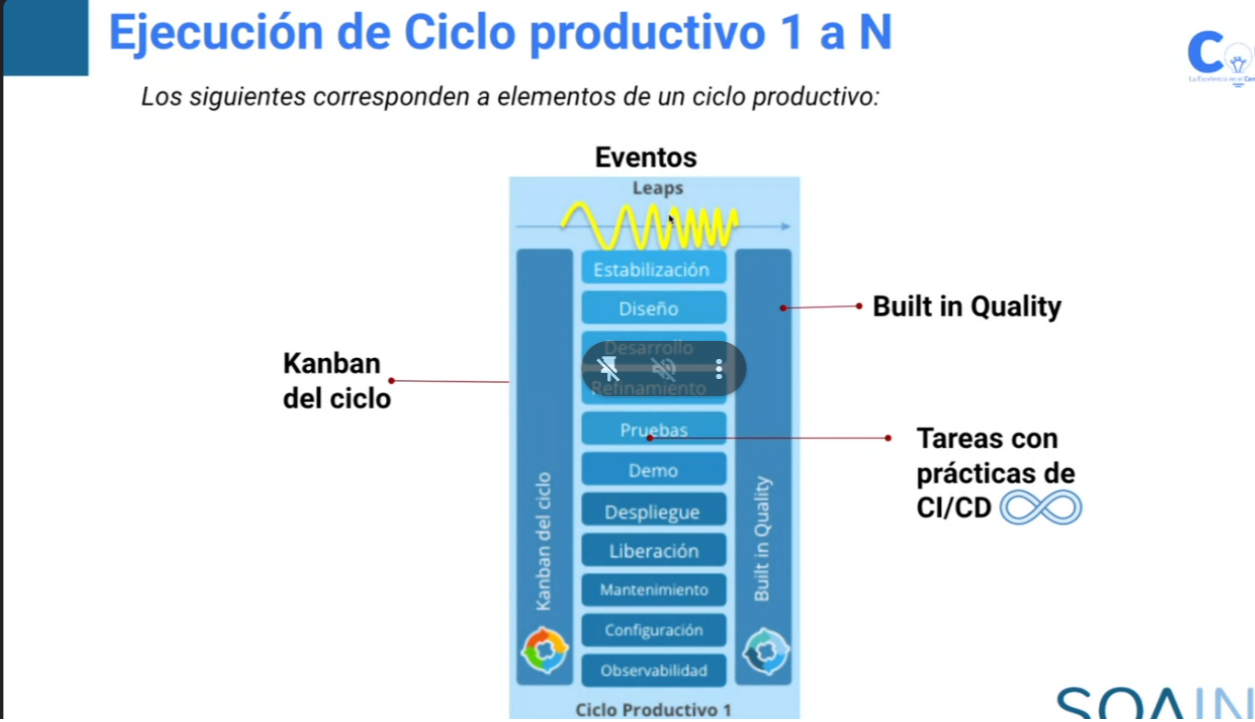 Ejecución de Ciclo productivo 1 a N
Los siguientes corresponden a elementos de un ciclo productivo:
Eventos
Leaps
Estabilización
Diseño
Desarrollo
Refinamiento
Pruebas
Demo
Despliegue
Liberación
Mantenimiento
Configuración
Observabilidad
Kanban del ciclo
Built in Quality
Ciclo Productivo 1
Kanban
del ciclo
Built in Quality
Tareas con
prácticas de
CI/CD
SOAIN